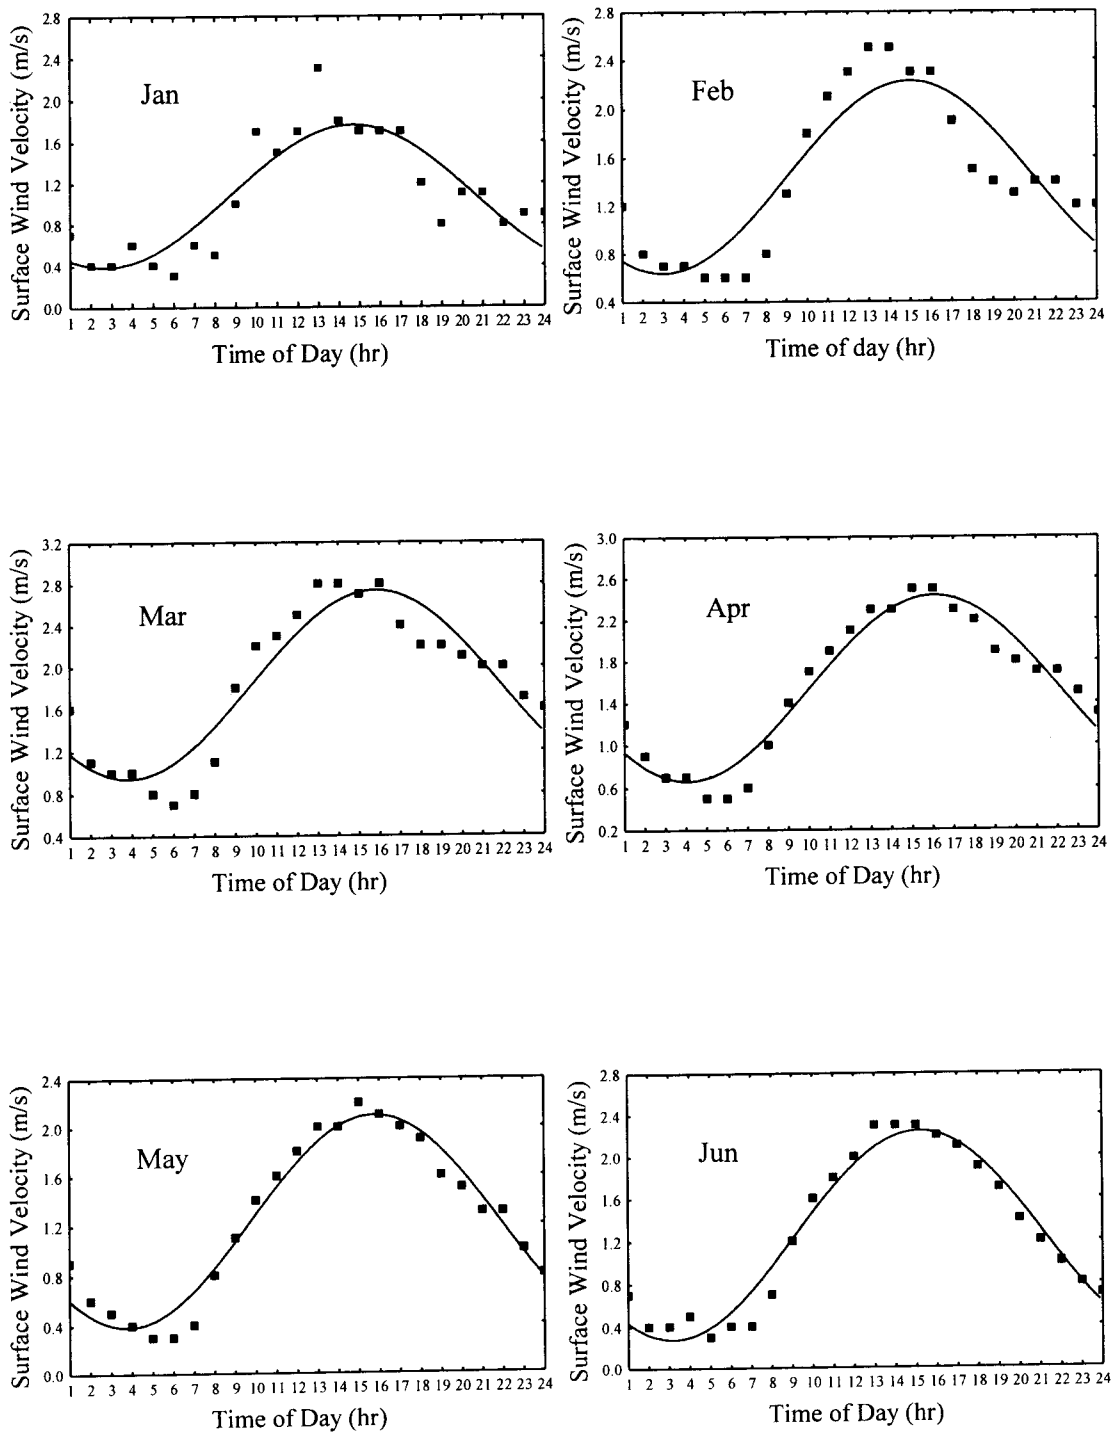 Jan
Surface Wind Velocity (m/s)
2.8
2.4
2.0
1.6
1.2
0.8
0.4
0.0
1 2 3 4 5 6 7 8 9 10 11 12 13 14 15 16 17 18 19 20 21 22 23 24
Time of Day (hr)
Feb
Surface Wind Velocity (m/s)
2.8
2.4
2.0
1.6
1.2
0.8
0.4
1 2 3 4 5 6 7 8 9 10 11 12 13 14 15 16 17 18 19 20 21 22 23 24
Time of day (hr)
Mar
Surface Wind Velocity (m/s)
3.2
2.8
2.4
2.0
1.6
1.2
0.8
0.4
1 2 3 4 5 6 7 8 9 10 11 12 13 14 15 16 17 18 19 20 21 22 23 24
Time of Day (hr)
Apr
Surface Wind Velocity (m/s)
3.0
2.6
2.2
1.8
1.4
1.0
0.6
0.2
1 2 3 4 5 6 7 8 9 10 11 12 13 14 15 16 17 18 19 20 21 22 23 24
Time of Day (hr)
May
Surface Wind Velocity (m/s)
2.4
2.0
1.6
1.2
0.8
0.4
0.0
1 2 3 4 5 6 7 8 9 10 11 12 13 14 15 16 17 18 19 20 21 22 23 24
Time of Day (hr)
Jun
Surface Wind Velocity (m/s)
2.8
2.4
2.0
1.6
1.2
0.8
0.4
0.0
1 2 3 4 5 6 7 8 9 10 11 12 13 14 15 16 17 18 19 20 21 22 23 24
Time of Day (hr)